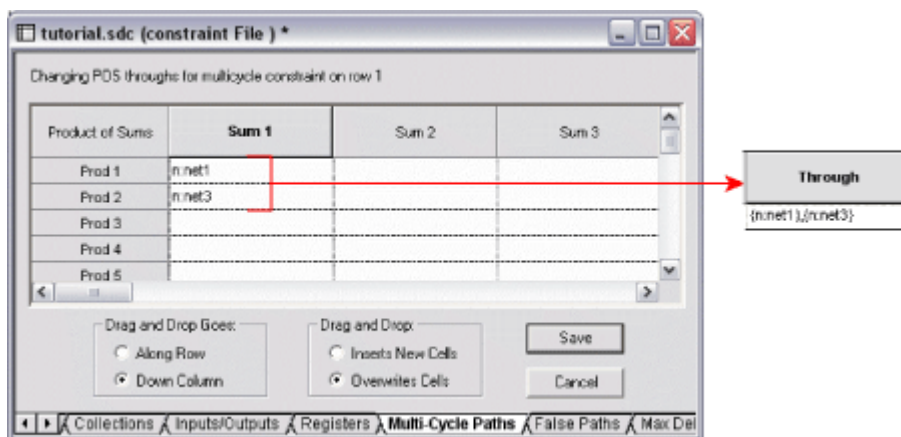 tutorial.sdc (constraint File ) *
Changing POS throughs for multicycle constraint on row 1
Product of Sums Sum 1 Sum 2 Sum 3
Prod 1 n:net1
Prod 2 n:net3
Prod 3
Prod 4
Prod 5
Through
{n:net1},{n:net3}
Drag and Drop Goes:
Along Row
Down Column
Drag and Drop:
Inserts New Cells
Overwrites Cells
Save
Cancel
Collections Inputs/Outputs Registers Multi-Cycle Paths False Paths Max Del